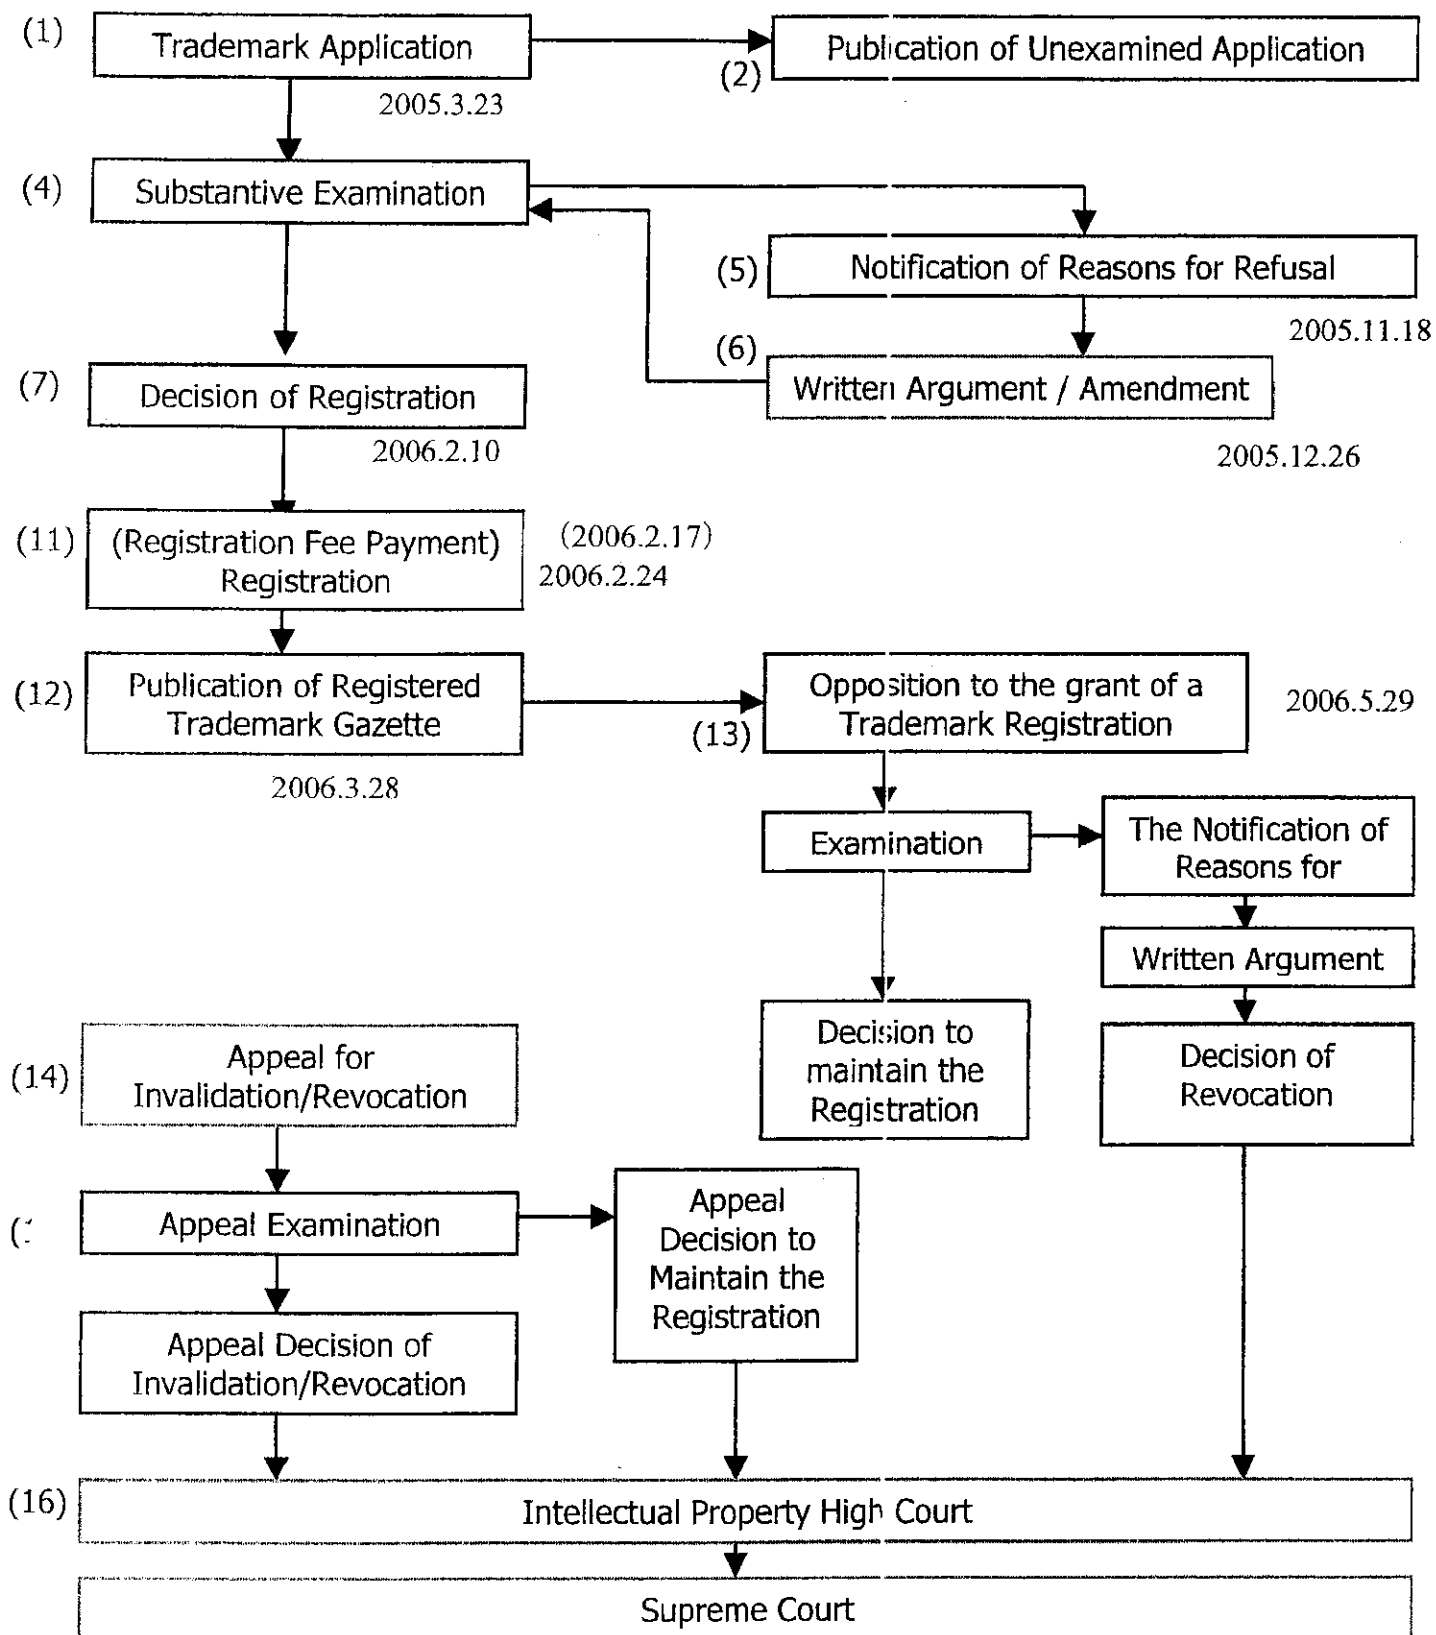 (1)
Trademark Application
2005.3.23
(2)
Publication of Unexamined Application
(4)
Substantive Examination
(5)
Notification of Reasons for Refusal
2005.11.18
(6)
Written Argument / Amendment
2005.12.26
(7)
Decision of Registration
2006.2.10
(11)
(Registration Fee Payment)
Registration
(2006.2.17)
2006.2.24
(12)
Publication of Registered
Trademark Gazette
2006.3.28
(13)
Opposition to the grant of a
Trademark Registration
2006.5.29
Examination
The Notification of
Reasons for
Written Argument
Decision to
maintain the
Registration
Decision of
Revocation
(14)
Appeal for
Invalidation/Revocation
Appeal Examination
Appeal
Decision to
Maintain the
Registration
Appeal Decision of
Invalidation/Revocation
(16)
Intellectual Property High Court
Supreme Court